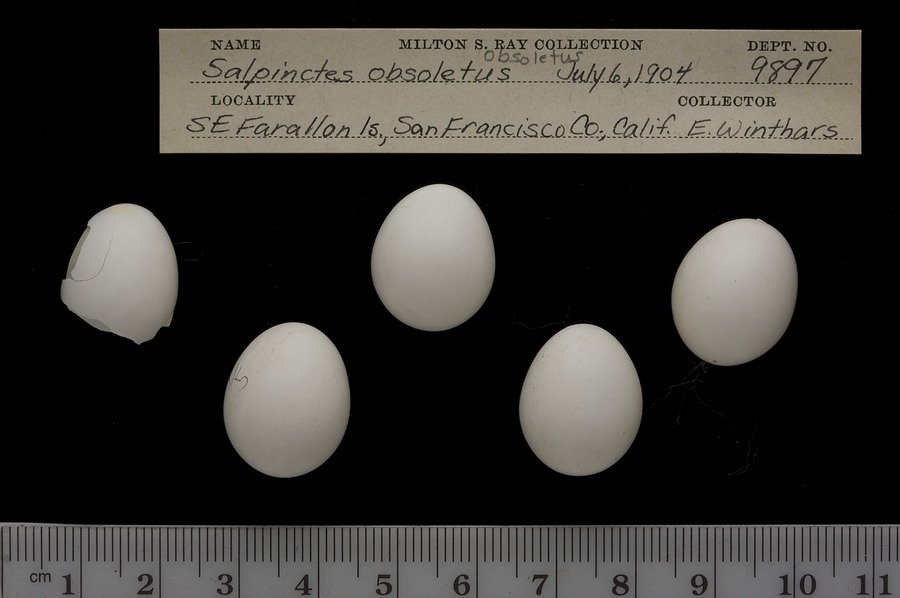 NAME MILTON S. RAY COLLECTION DEPT. NO.
obsoletus
Salpinctes obsoletus July 6, 1904 9897
LOCALITY COLLECTOR
SE Farallon Is., San Francisco Co., Calif. E. Winthars
cm 1 2 3 4 5 6 7 8 9 10 11